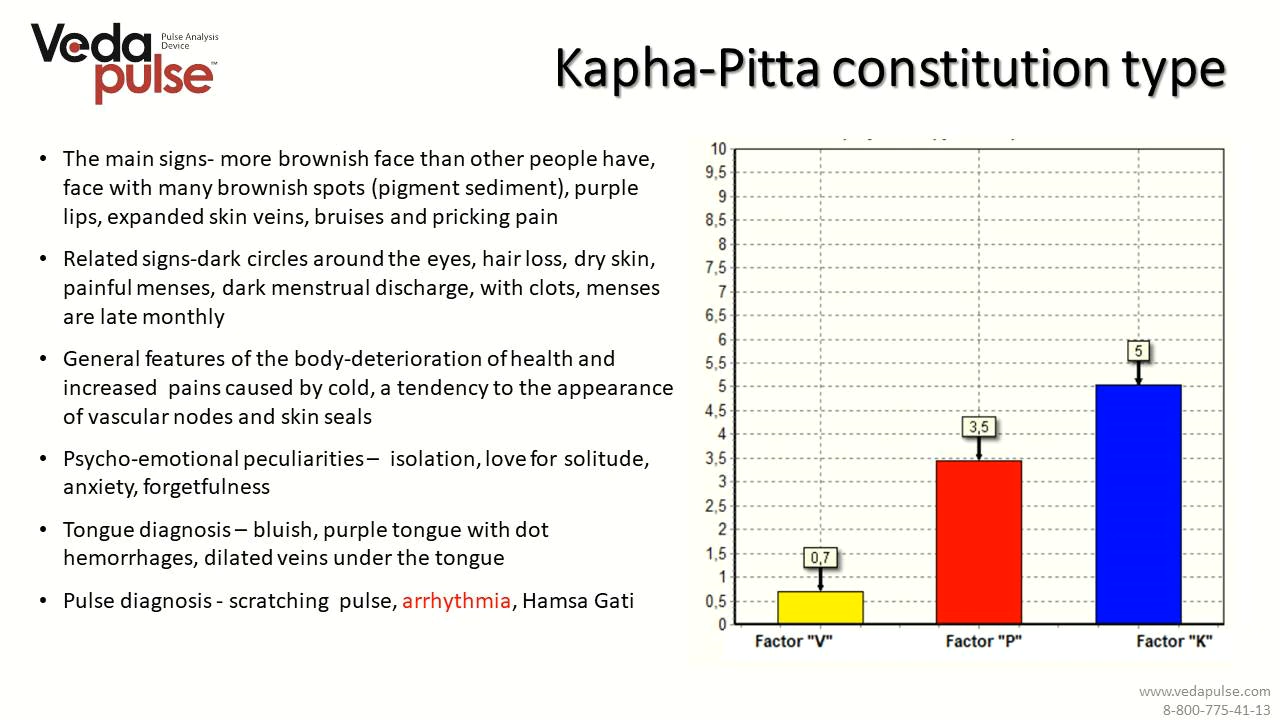 Veda
pulse™
Pulse Analysis
Device
Kapha-Pitta constitution type
• The main signs- more brownish face than other people have,
face with many brownish spots (pigment sediment), purple
lips, expanded skin veins, bruises and pricking pain
• Related signs-dark circles around the eyes, hair loss, dry skin,
painful menses, dark menstrual discharge, with clots, menses
are late monthly
• General features of the body-deterioration of health and
increased pains caused by cold, a tendency to the appearance
of vascular nodes and skin seals
• Psycho-emotional peculiarities – isolation, love for solitude,
anxiety, forgetfulness
• Tongue diagnosis – bluish, purple tongue with dot
hemorrhages, dilated veins under the tongue
• Pulse diagnosis - scratching pulse, arrhythmia, Hamsa Gati
10
9,5
9
8,5
8
7,5
7
6,5
6
5,5
5
4,5
4
3,5
3
2,5
2
1,5
1
0,5
0
0,7
3,5
5
Factor "V"
Factor "P"
Factor "K"
www.vedapulse.com
8-800-775-41-13